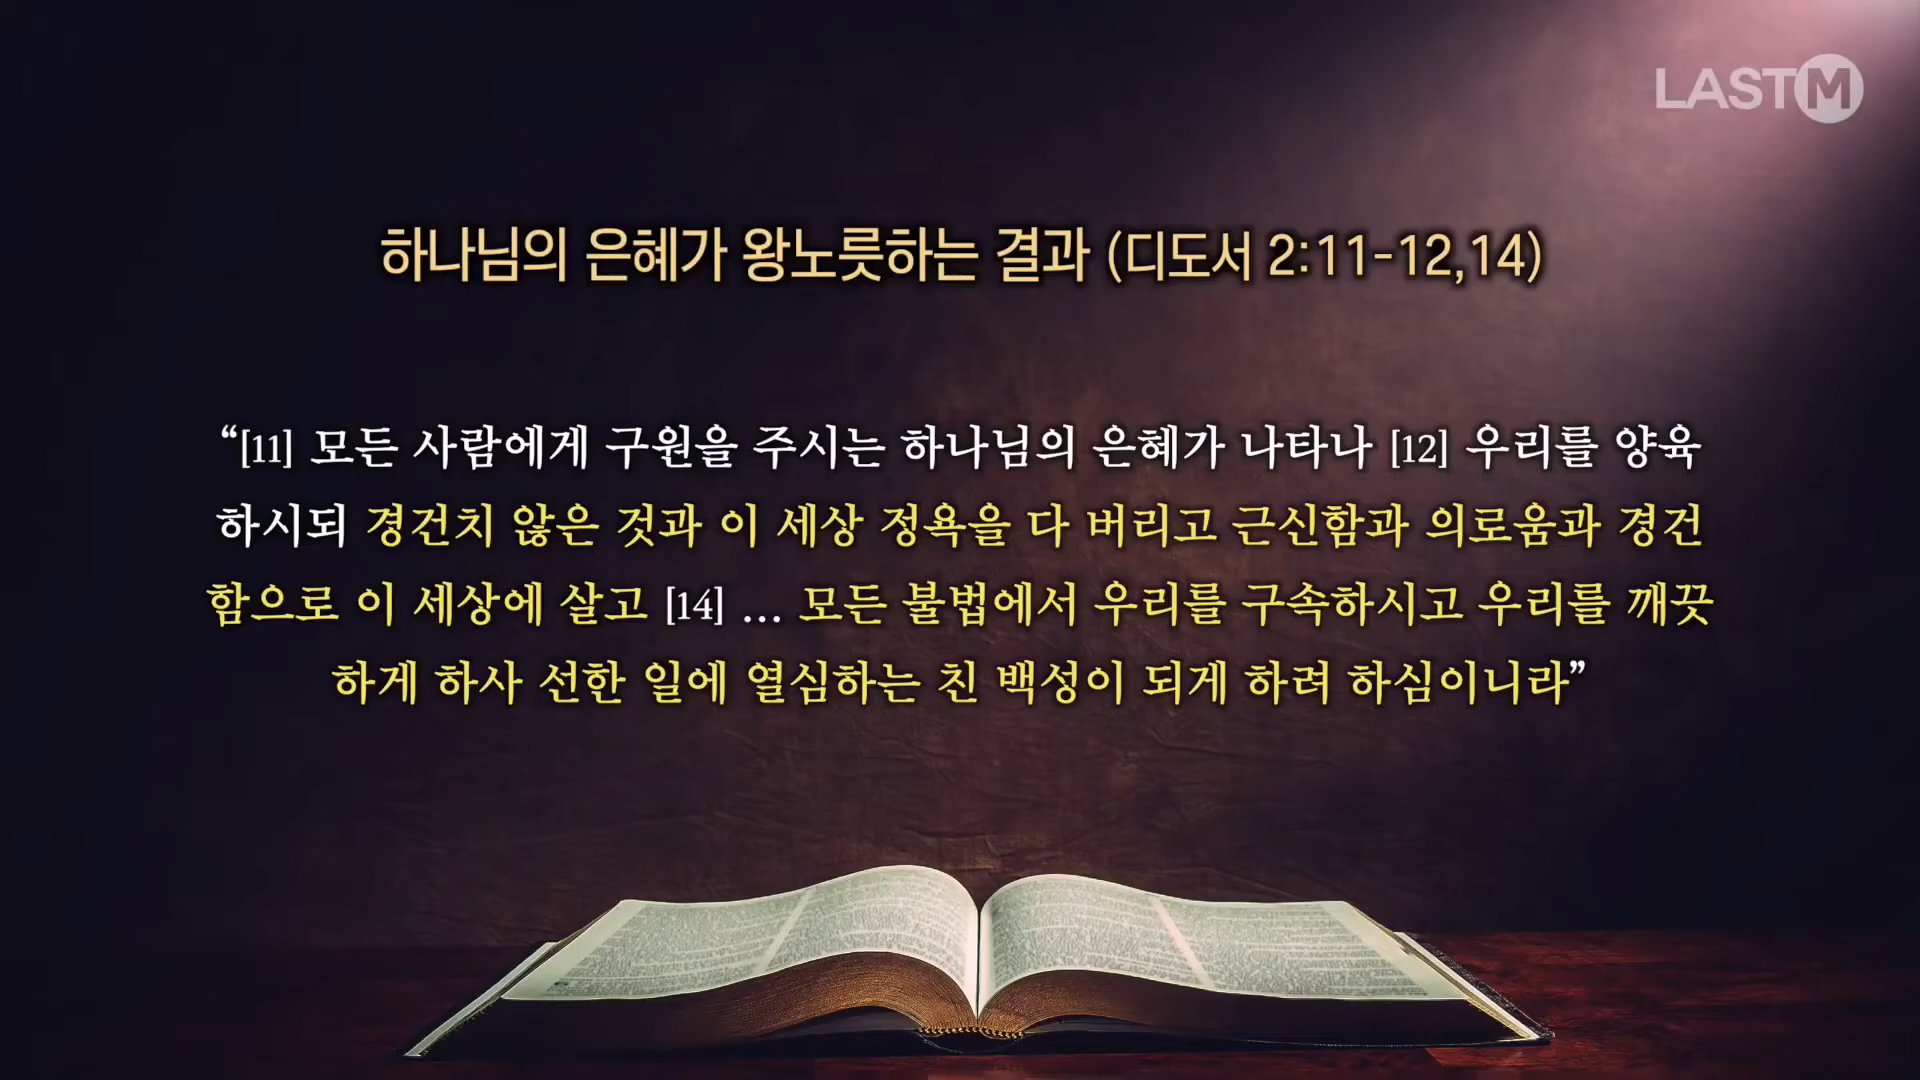 LASTM
하나님의 은혜가 왕노릇하는 결과 (디도서 2:11-12,14)
“[11] 모든 사람에게 구원을 주시는 하나님의 은혜가 나타나 [12] 우리를 양육
하시되 경건치 않은 것과 이 세상 정욕을 다 버리고 근신함과 의로움과 경건
함으로 이 세상에 살고 [14] ... 모든 불법에서 우리를 구속하시고 우리를 깨끗
하게 하사 선한 일에 열심하는 친 백성이 되게 하려 하심이니라”